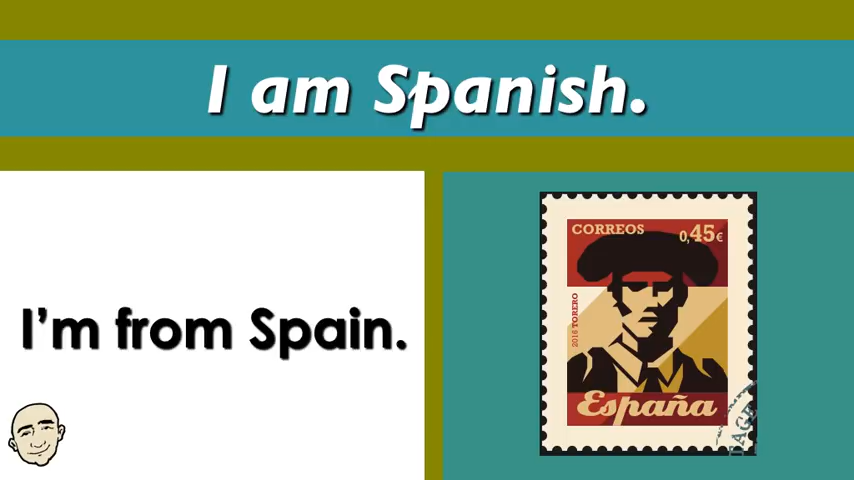 I am Spanish.
I'm from Spain.
CORREOS
0,45€
2016 TORERO
España